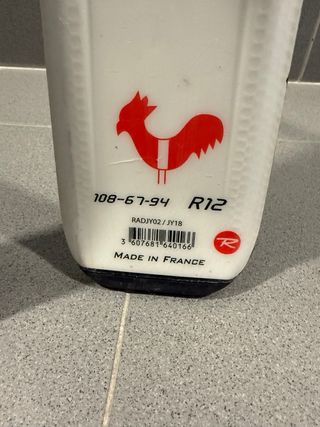 108-67-94 R12
RADJY02 / JY18
3 607681 640166
R
MADE IN FRANCE